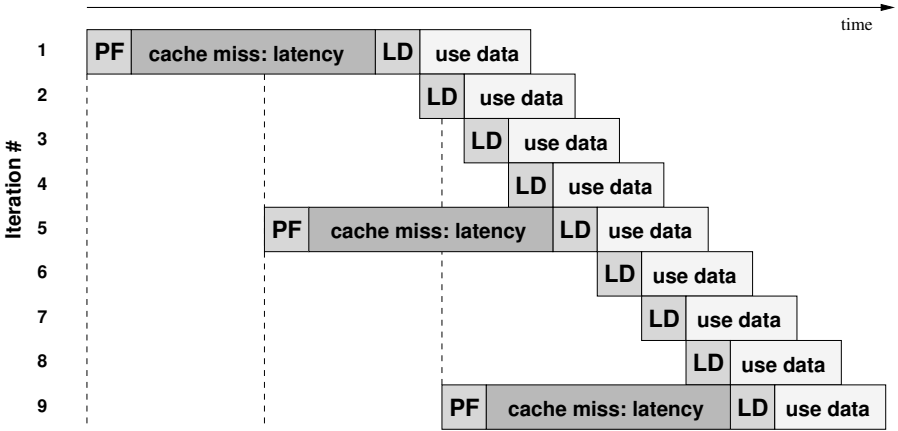 time
Iteration #
1 PF cache miss: latency LD use data
2 LD use data
3 LD use data
4 LD use data
5 PF cache miss: latency LD use data
6 LD use data
7 LD use data
8 LD use data
9 PF cache miss: latency LD use data